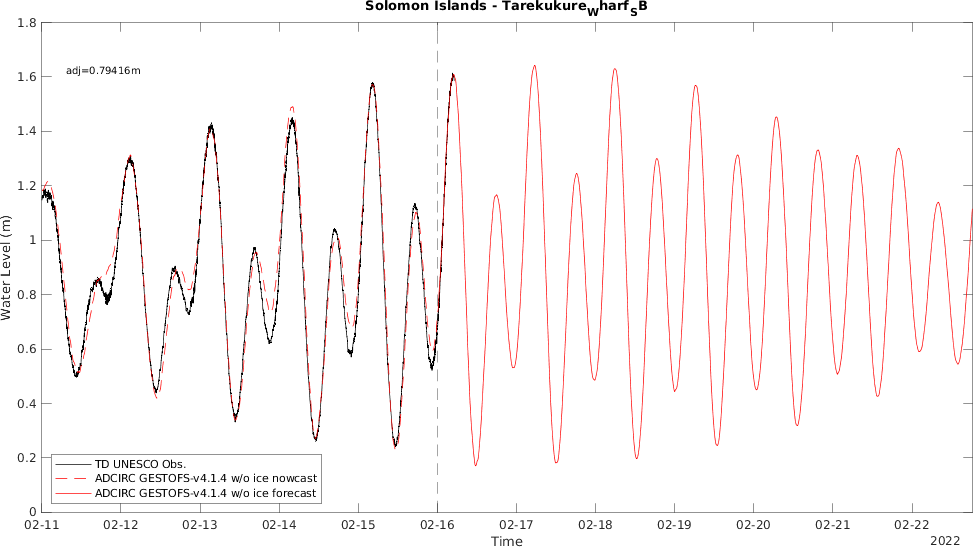 Solomon Islands - TarekukureWharfSB
1.8
adj=0.79416m
1.6
1.4
1.2
1
0.8
0.6
0.4
0.2
0
Water Level (m)
TD UNESCO Obs.
ADCIRC GESTOFS-v4.1.4 w/o ice nowcast
ADCIRC GESTOFS-v4.1.4 w/o ice forecast
02-11 02-12 02-13 02-14 02-15 02-16 02-17 02-18 02-19 02-20 02-21 02-22
Time
2022